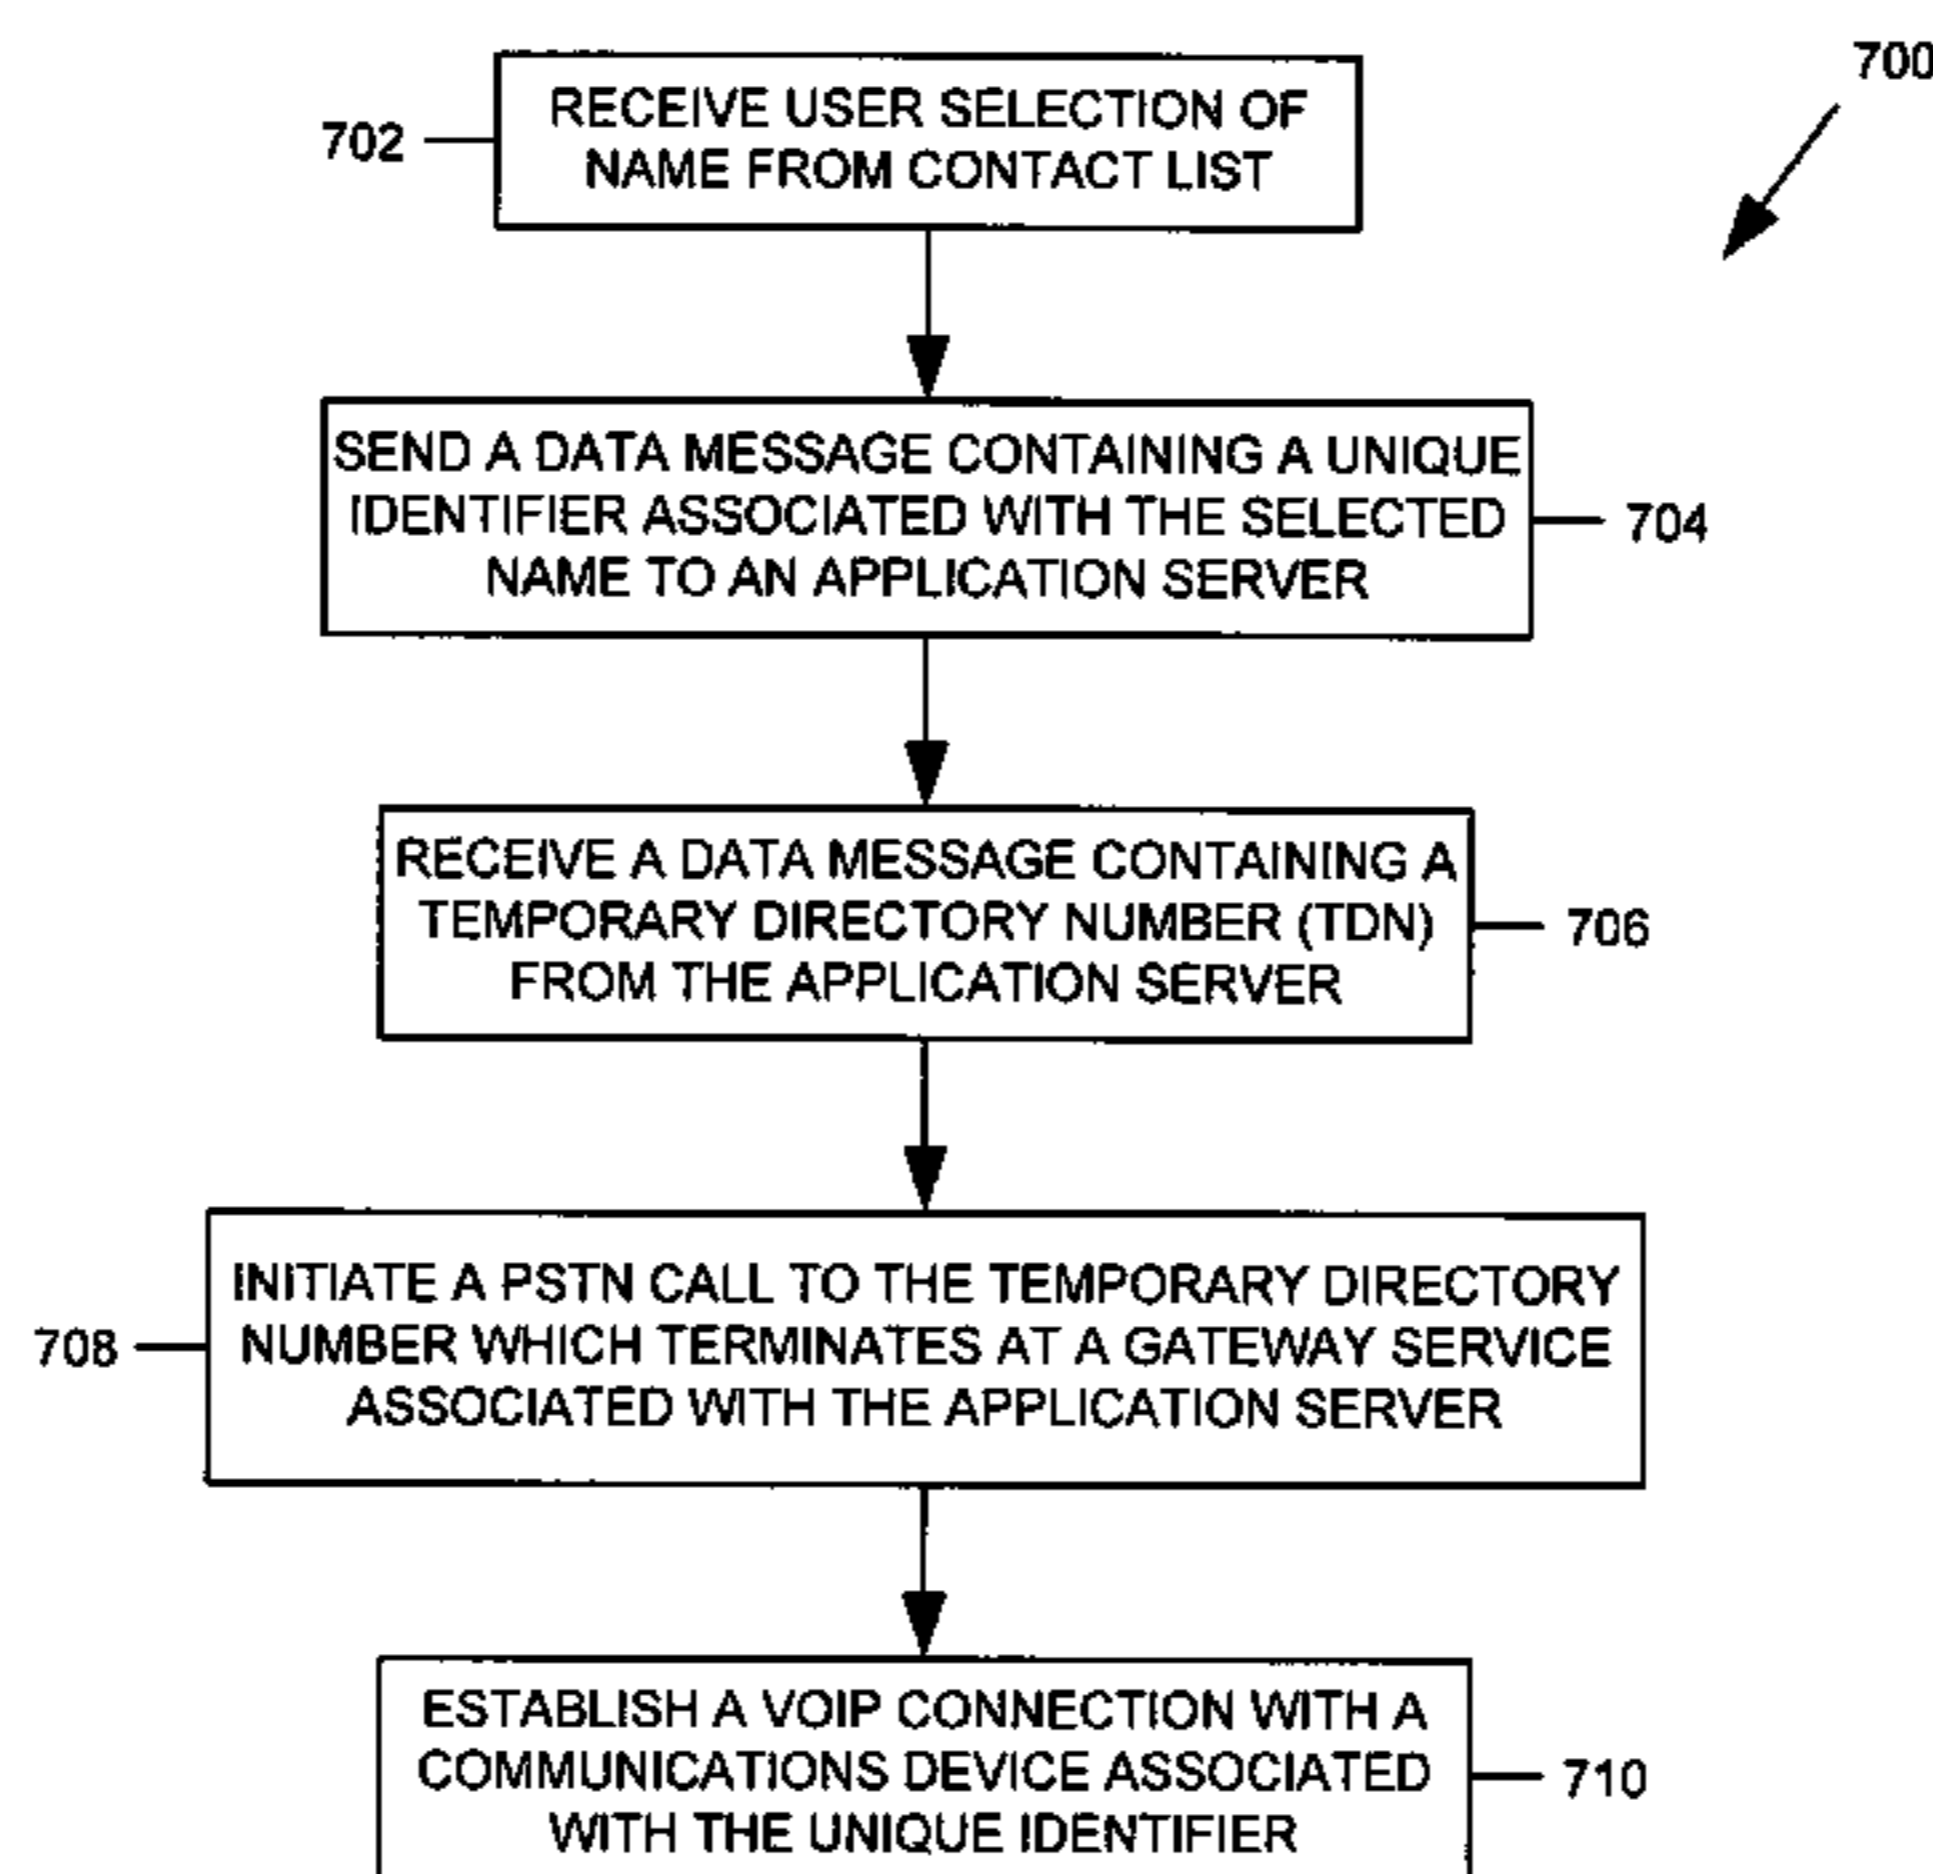 700
702
RECEIVE USER SELECTION OF
NAME FROM CONTACT LIST
SEND A DATA MESSAGE CONTAINING A UNIQUE
IDENTIFIER ASSOCIATED WITH THE SELECTED
NAME TO AN APPLICATION SERVER
704
RECEIVE A DATA MESSAGE CONTAINING A
TEMPORARY DIRECTORY NUMBER (TDN)
FROM THE APPLICATION SERVER
706
708
INITIATE A PSTN CALL TO THE TEMPORARY DIRECTORY
NUMBER WHICH TERMINATES AT A GATEWAY SERVICE
ASSOCIATED WITH THE APPLICATION SERVER
ESTABLISH A VOIP CONNECTION WITH A
COMMUNICATIONS DEVICE ASSOCIATED
WITH THE UNIQUE IDENTIFIER
710